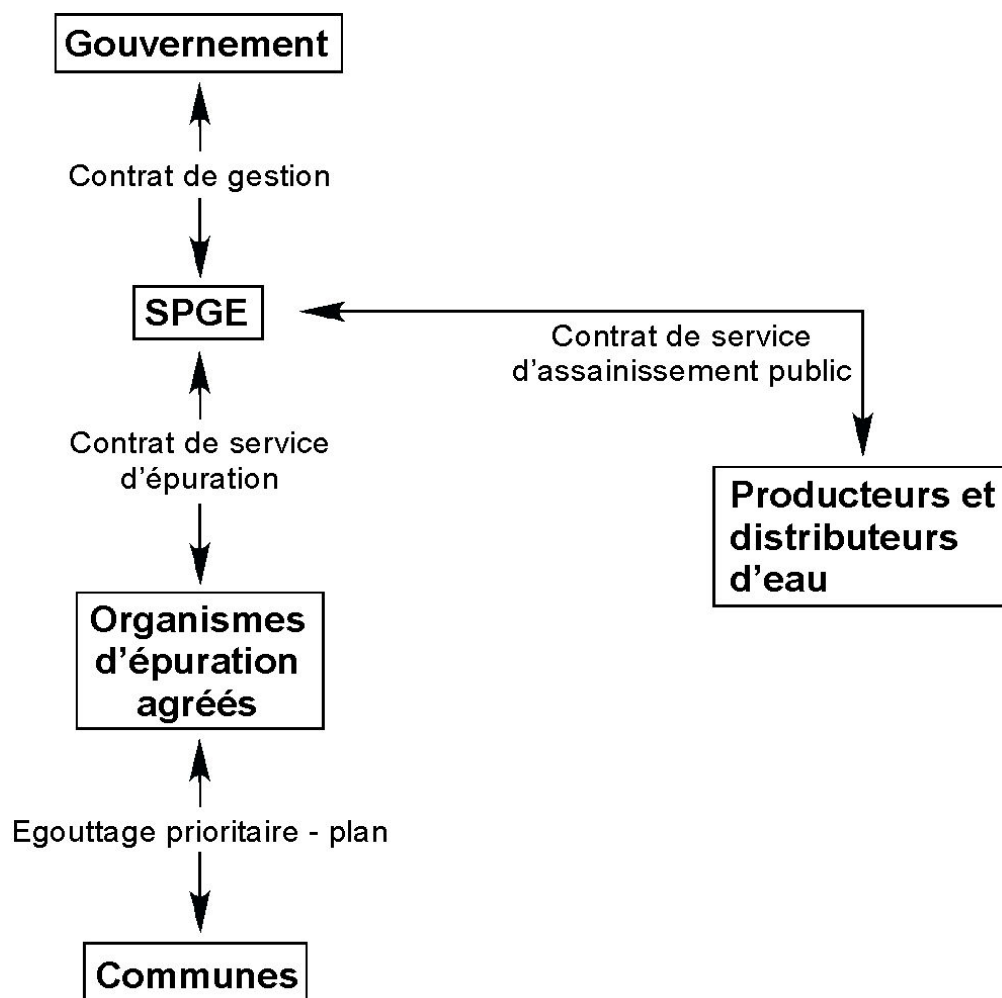 Gouvernement
Contrat de gestion
SPGE
Contrat de service
d'assainissement public
Contrat de service
d'épuration
Producteurs et
distributeurs
d'eau
Organismes
d'épuration
agréés
Egouttage prioritaire - plan
Communes